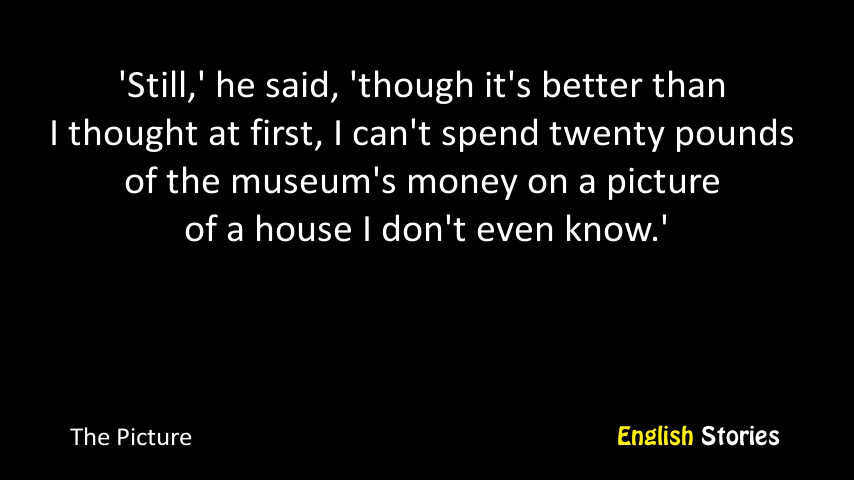 'Still,' he said, 'though it's better than
I thought at first, I can't spend twenty pounds
of the museum's money on a picture
of a house I don't even know.'
The Picture
English Stories